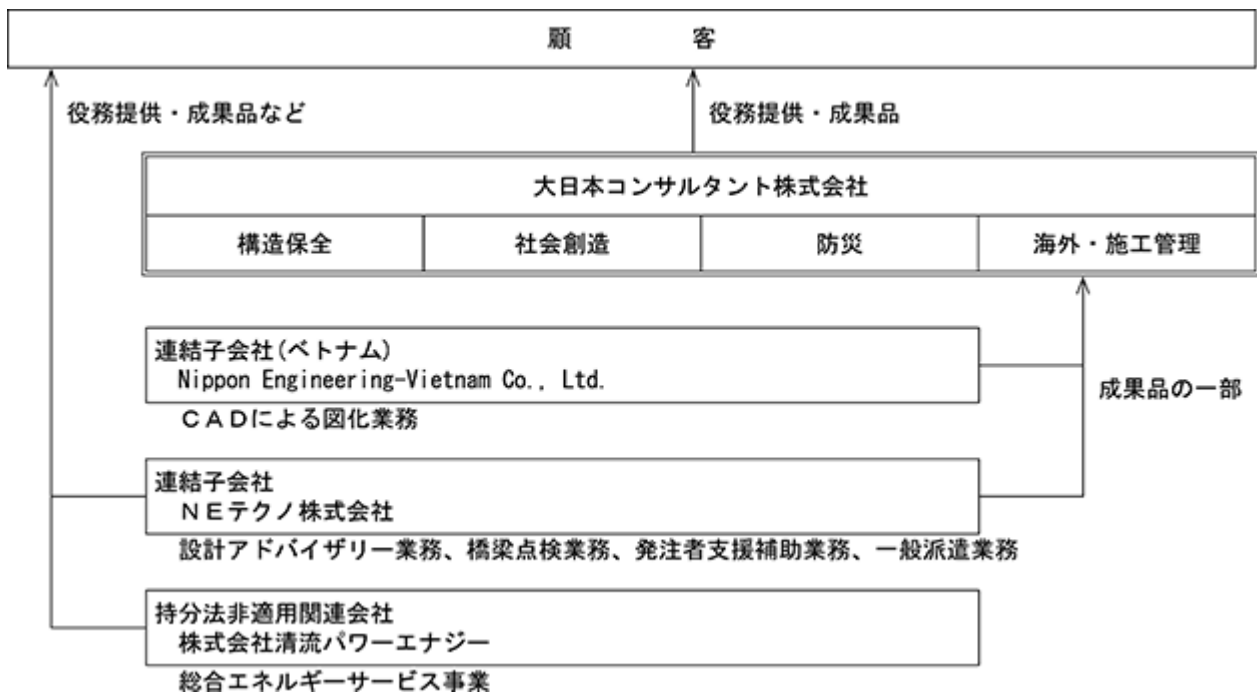 顧　　　　客
役務提供・成果品など
役務提供・成果品
大日本コンサルタント株式会社
構造保全
社会創造
防災
海外・施工管理
連結子会社(ベトナム)
Nippon Engineering-Vietnam Co., Ltd.
ＣＡＤによる図化業務
成果品の一部
連結子会社
ＮＥテクノ株式会社
設計アドバイザリー業務、橋梁点検業務、発注者支援補助業務、一般派遣業務
持分法非適用関連会社
株式会社清流パワーエナジー
総合エネルギーサービス事業